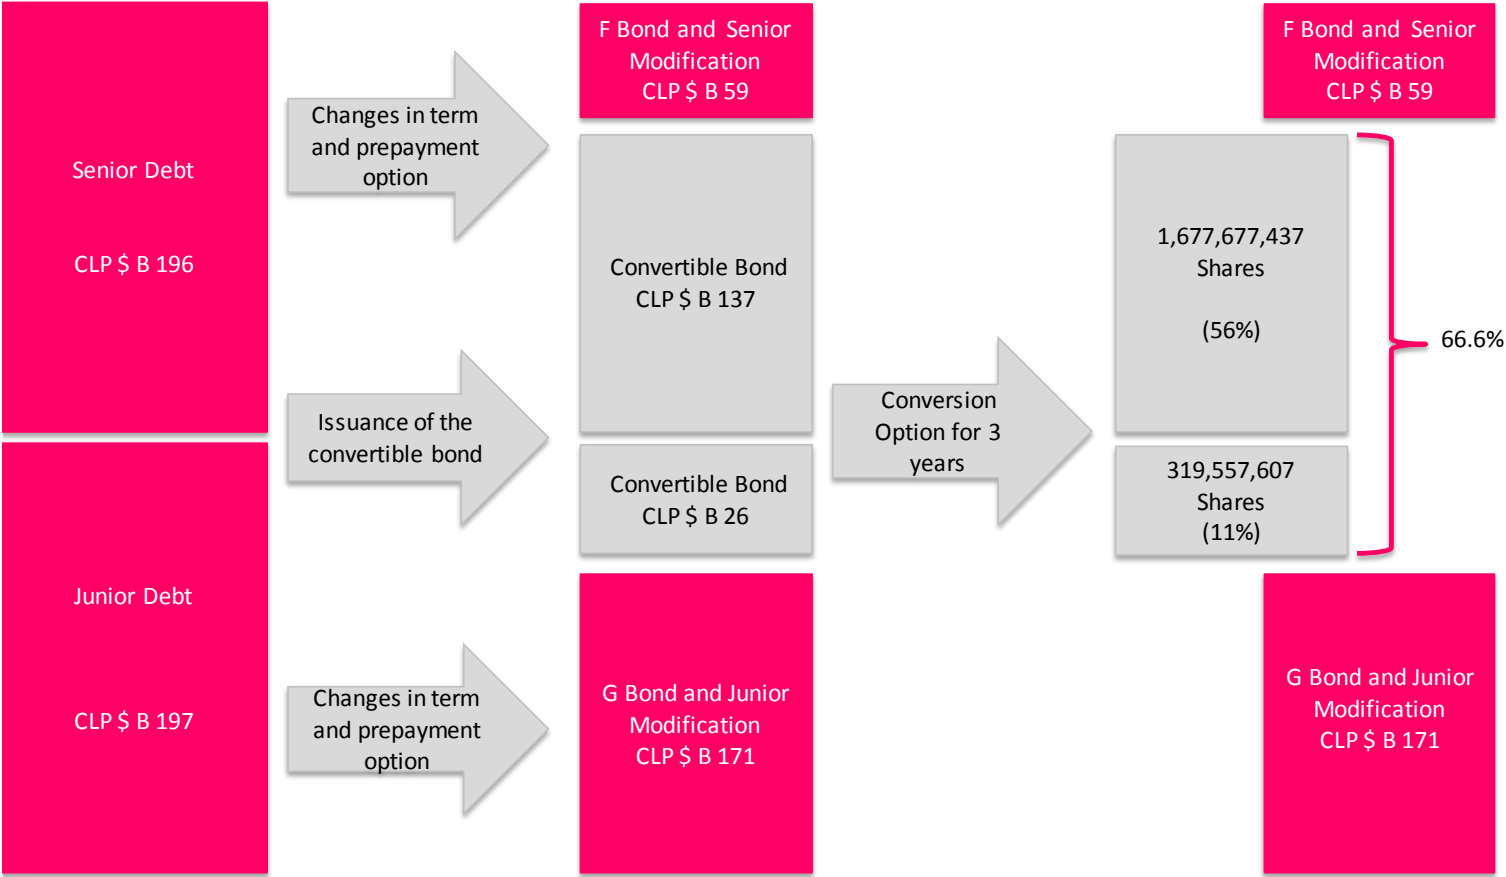 Senior Debt
CLP $ B 196
Junior Debt
CLP $ B 197
Changes in term
and prepayment
option
Issuance of the
convertible bond
Changes in term
and prepayment
option
F Bond and Senior
Modification
CLP $ B 59
Convertible Bond
CLP $ B 137
Convertible Bond
CLP $ B 26
G Bond and Junior
Modification
CLP $ B 171
Conversion
Option for 3
years
F Bond and Senior
Modification
CLP $ B 59
1,677,677,437
Shares
(56%)
319,557,607
Shares
(11%)
66.6%
G Bond and Junior
Modification
CLP $ B 171